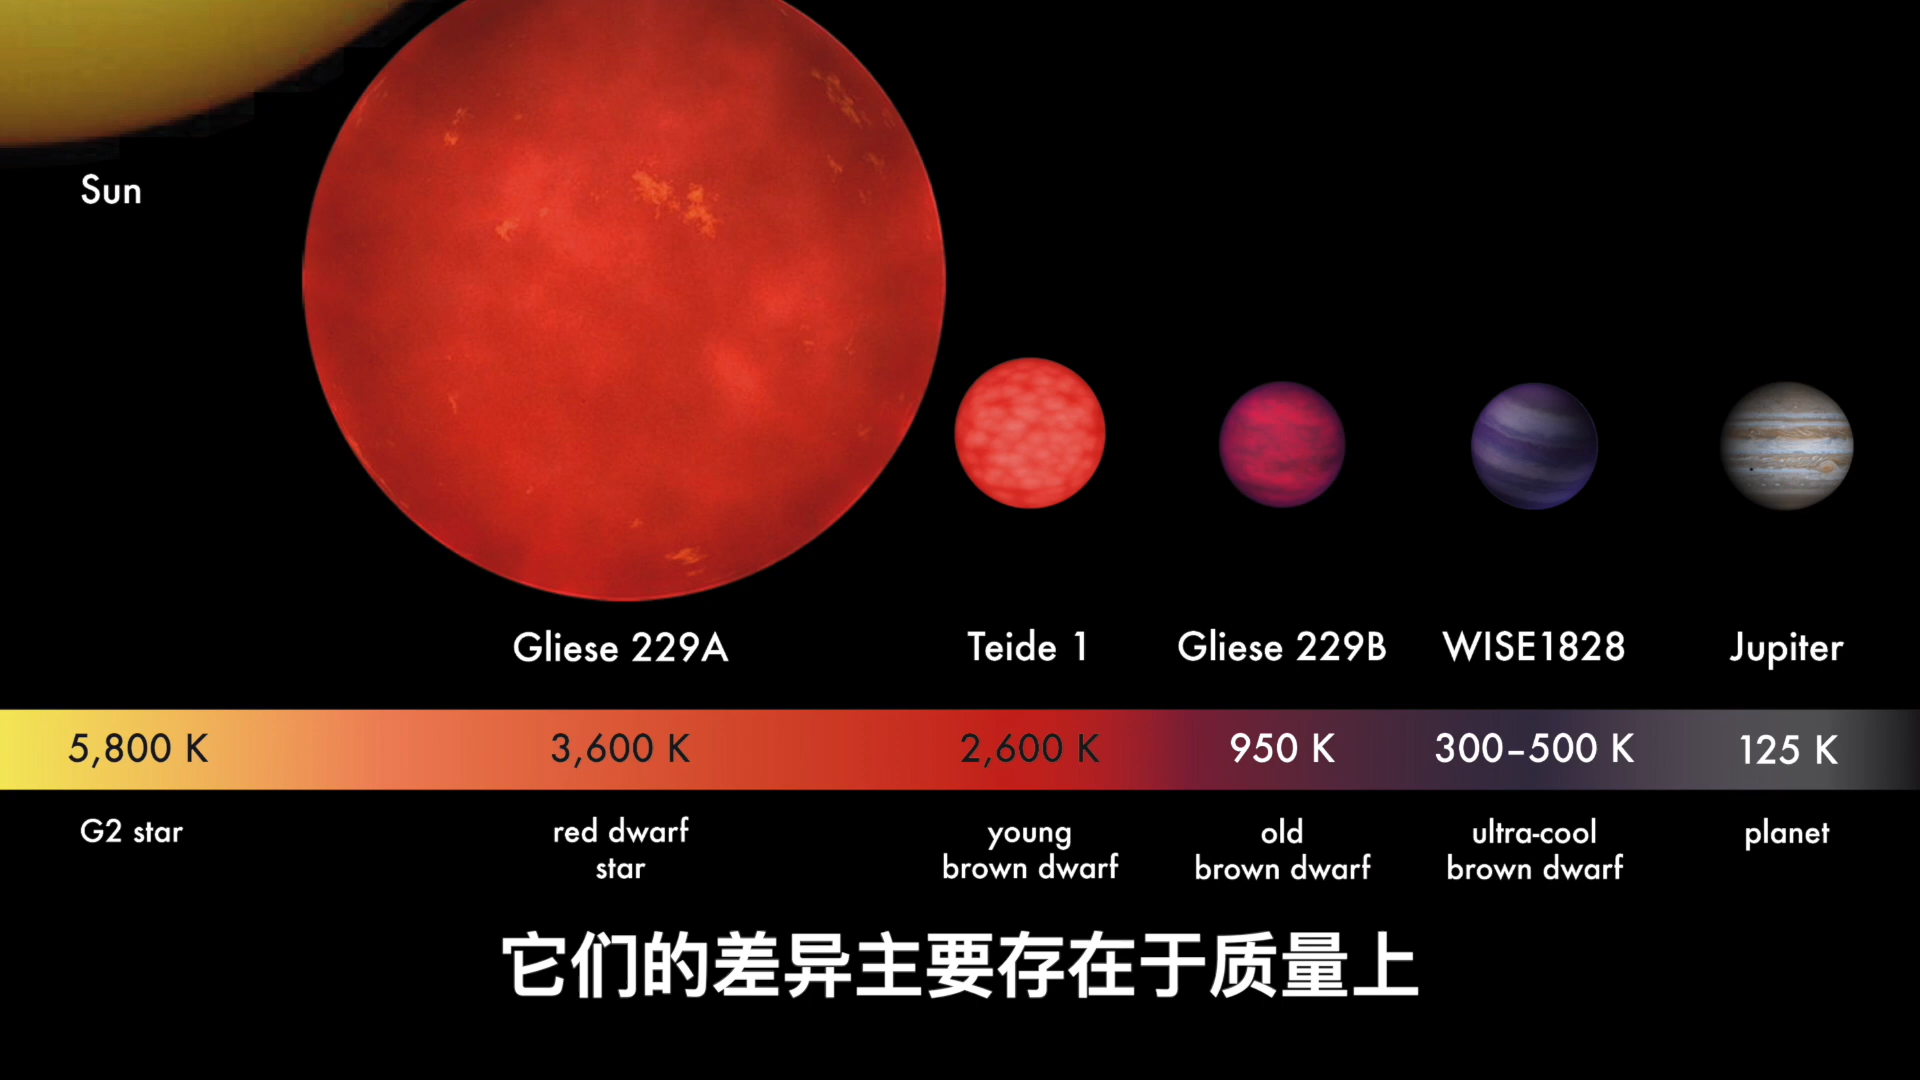 Sun
Gliese 229A
Teide 1
Gliese 229B
WISE1828
Jupiter
5,800 K
3,600 K
2,600 K
950 K
300–500 K
125 K
G2 star
red dwarf
star
young
brown dwarf
old
brown dwarf
ultra-cool
brown dwarf
planet
它们的差异主要存在于质量上